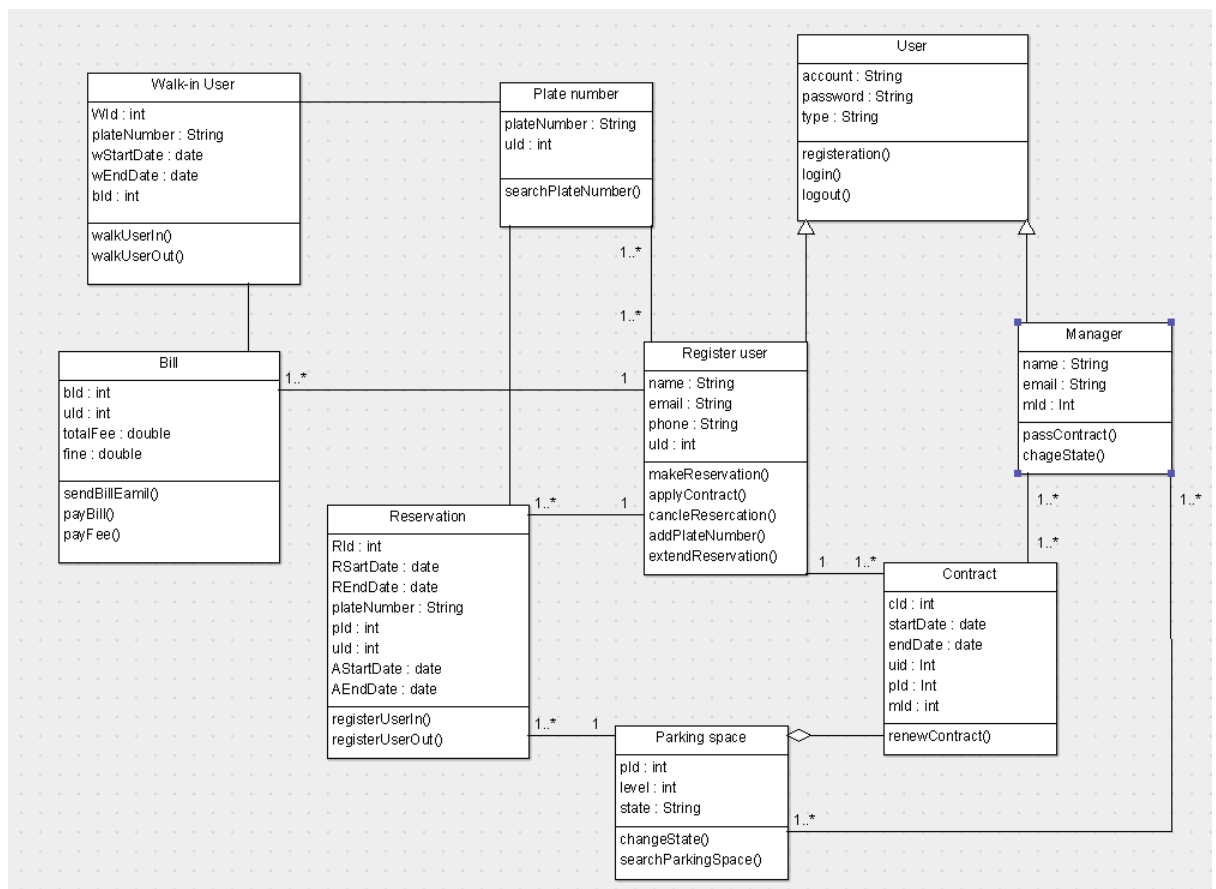 User
account : String
password : String
type : String
registeration()
login()
logout()
Walk-in User
WId : int
plateNumber : String
wStartDate : date
wEndDate : date
bId : int
walkUserIn()
walkUserOut()
Plate number
plateNumber : String
uId : int
searchPlateNumber()
1..*
1..*
Manager
name : String
email : String
mId : Int
passContract()
chageState()
Register user
name : String
email : String
phone : String
uId : int
makeReservation()
applyContract()
cancleResercation()
addPlateNumber()
extendReservation()
Bill
bId : int
uId : int
totalFee : double
fine : double
sendBillEamil()
payBill()
payFee()
1..*
1
1..*
1
1..*
1..*
1..*
1
1..*
Reservation
RId : int
RSartDate : date
REndDate : date
plateNumber : String
pId : int
uId : int
AStartDate : date
AEndDate : date
registerUserIn()
registerUserOut()
Contract
cId : int
startDate : date
endDate : date
uid : Int
pId : Int
mId : int
renewContract()
1..*
1
Parking space
pId : int
level : int
state : String
changeState()
searchParkingSpace()
1..*